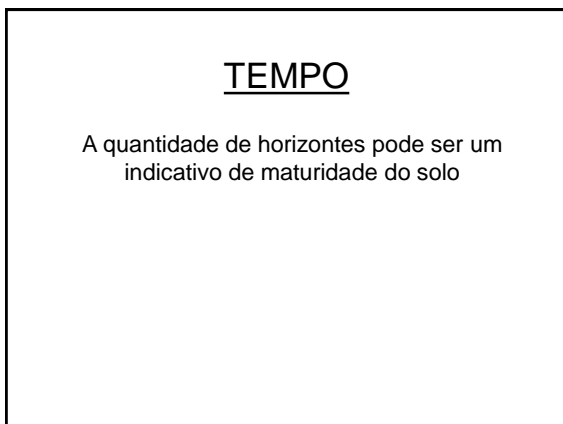 TEMPO
A quantidade de horizontes pode ser um
indicativo de maturidade do solo